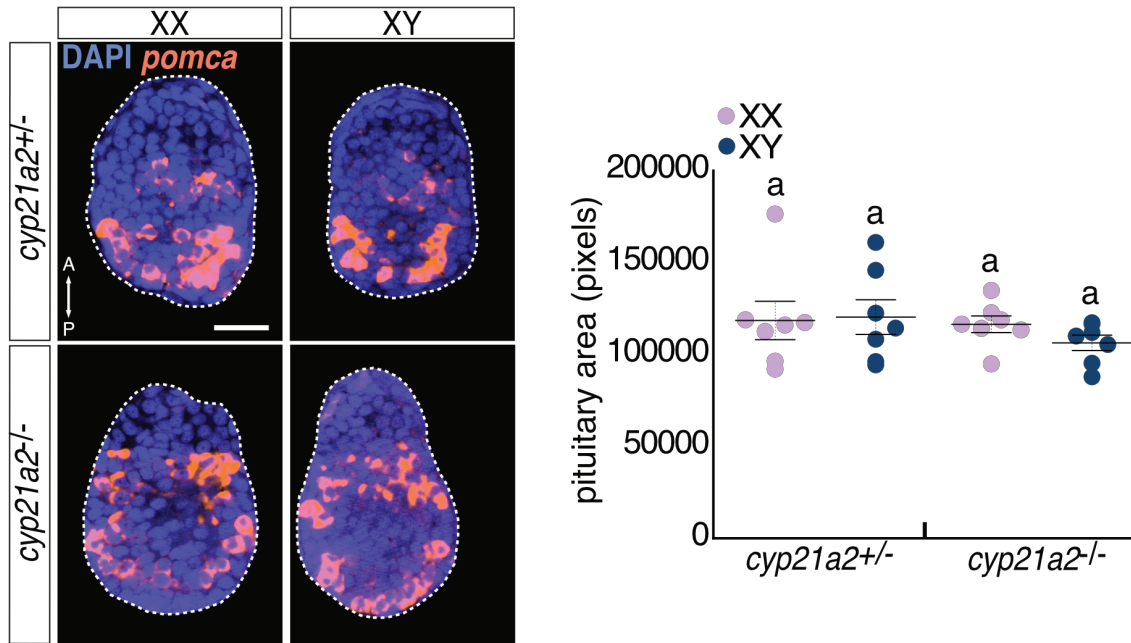 XX
XY
DAPI pomca
cyp21a2+/-
A
P
cyp21a2-/-
XX
XY
pituitary area (pixels)
200000
150000
100000
50000
0
a
a
a
a
cyp21a2+/-
cyp21a2-/-